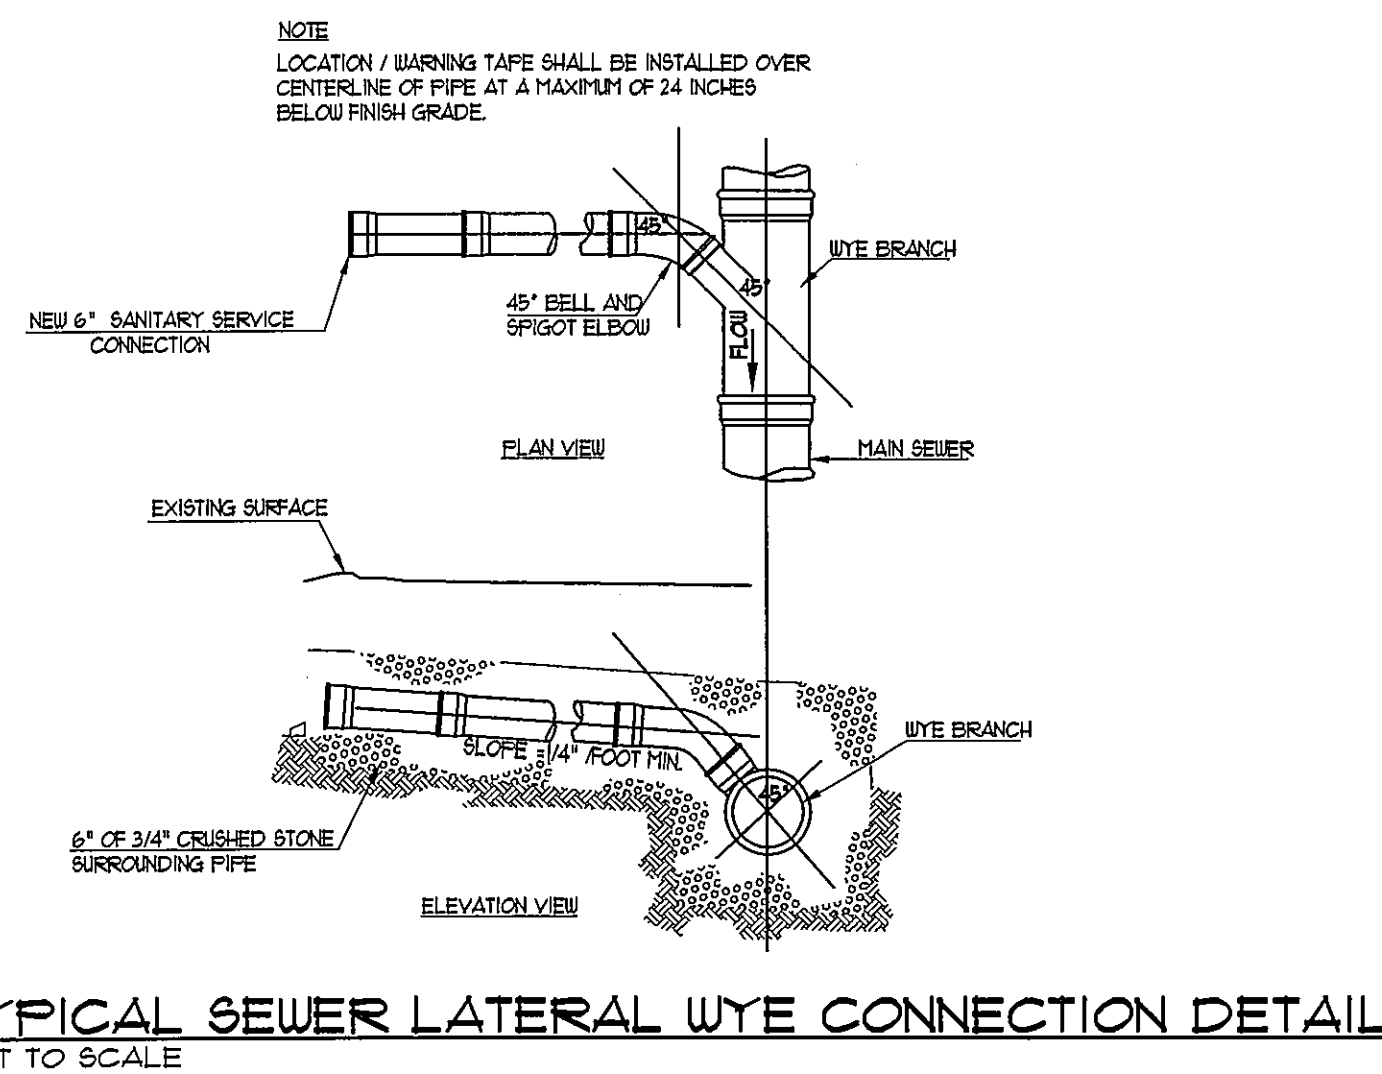 NOTE
LOCATION / WARNING TAPE SHALL BE INSTALLED OVER
CENTERLINE OF PIPE AT A MAXIMUM OF 24 INCHES
BELOW FINISH GRADE.
45°
WYE BRANCH
45°
45° BELL AND
SPIGOT ELBOW
NEW 6" SANITARY SERVICE
CONNECTION
FLOW
PLAN VIEW
MAIN SEWER
EXISTING SURFACE
WYE BRANCH
SLOPE = 1/4" /FOOT MIN.
45°
6" OF 3/4" CRUSHED STONE
SURROUNDING PIPE
ELEVATION VIEW
YPICAL SEWER LATERAL WYE CONNECTION DETAIL
T TO SCALE